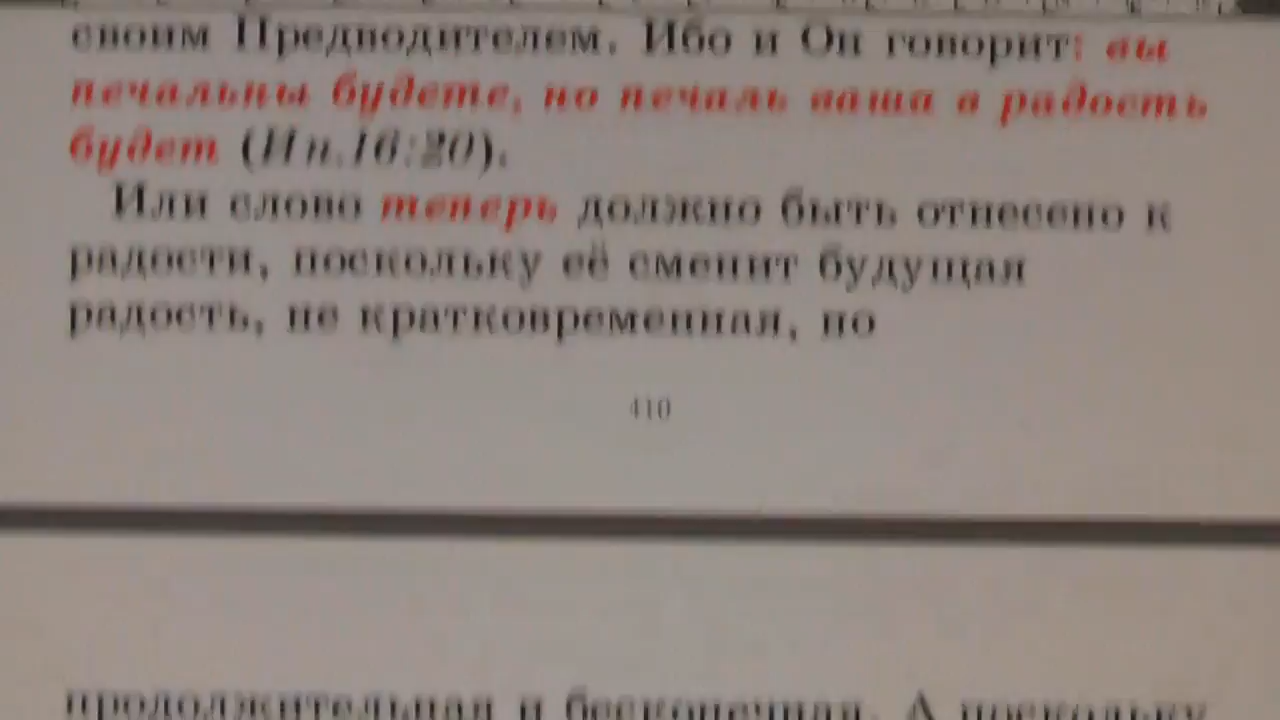 своим Предводителем. Ибо и Он говорит: вы
печальны будете, но печаль ваша в радость
будет (Ин.16:20).
Или слово теперь должно быть отнесено к
радости, поскольку её сменит будущая
радость, не кратковременная, но
410
продолжительная и бесконечная. А поскольку